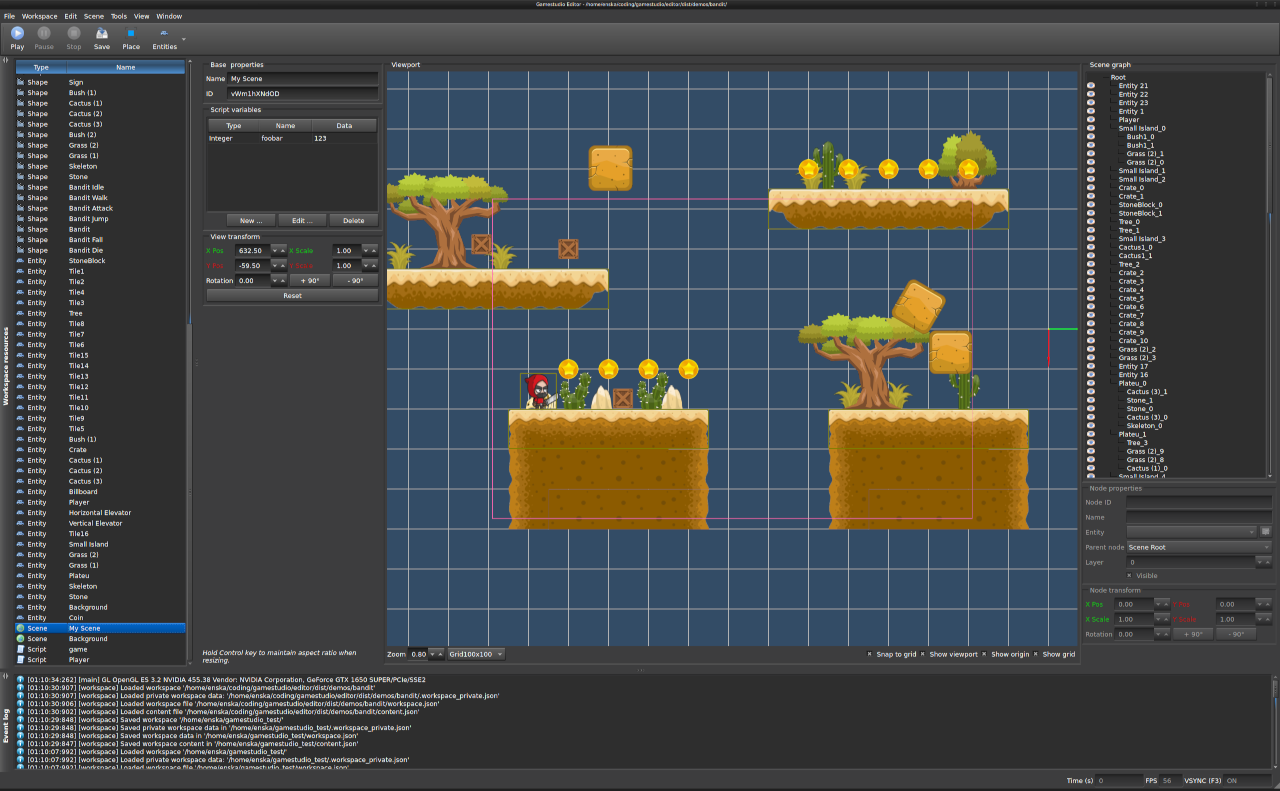 Gamestudio Editor - /home/enska/coding/gamestudio/editor/dist/demos/bandit/
File Workspace Edit Scene Tools View Window
Play Pause Stop Save Place Entities
Workspace resources
Type Name
Shape Sign
Shape Bush (1)
Shape Cactus (1)
Shape Cactus (2)
Shape Cactus (3)
Shape Bush (2)
Shape Grass (2)
Shape Grass (1)
Shape Skeleton
Shape Stone
Shape Bandit Idle
Shape Bandit Walk
Shape Bandit Attack
Shape Bandit Jump
Shape Bandit
Shape Bandit Fall
Shape Bandit Die
Entity StoneBlock
Entity Tile1
Entity Tile2
Entity Tile4
Entity Tile3
Entity Tree
Entity Tile8
Entity Tile7
Entity Tile6
Entity Tile15
Entity Tile14
Entity Tile13
Entity Tile12
Entity Tile11
Entity Tile10
Entity Tile9
Entity Tile5
Entity Bush (1)
Entity Crate
Entity Cactus (1)
Entity Cactus (2)
Entity Cactus (3)
Entity Billboard
Entity Player
Entity Horizontal Elevator
Entity Vertical Elevator
Entity Tile16
Entity Small Island
Entity Grass (2)
Entity Grass (1)
Entity Plateu
Entity Skeleton
Entity Stone
Entity Background
Entity Coin
Scene My Scene
Scene Background
Script game
Script Player
Base properties
Name My Scene
ID vWm1hXNdOD
Script variables
Type Name Data
Integer foobar 123
New ... Edit ... Delete
View transform
X Pos 632.50 X Scale 1.00
Y Pos -59.50 1.00
Rotation 0.00 + 90° - 90°
Reset
Hold Control key to maintain aspect ratio when
resizing.
Viewport
Zoom 0.80 Grid100x100 Snap to grid Show viewport Show origin Show grid
Scene graph
Root
Entity 21
Entity 22
Entity 23
Entity 1
Player
Small Island_0
Bush1_0
Bush1_1
Grass (2)_1
Grass (2)_0
Small Island_1
Small Island_2
Crate_0
Crate_1
StoneBlock_0
StoneBlock_1
Tree_0
Tree_1
Small Island_3
Cactus1_0
Cactus1_1
Tree_2
Crate_2
Crate_3
Crate_4
Crate_5
Crate_6
Crate_7
Crate_8
Crate_9
Crate_10
Grass (2)_2
Grass (2)_3
Entity 17
Entity 16
Plateu_0
Cactus (3)_1
Stone_1
Stone_0
Cactus (3)_0
Skeleton_0
Plateu_1
Tree_3
Grass (2)_9
Grass (2)_8
Cactus (1)_0
Small Island_4
Node properties
Node ID
Name
Entity
Parent node Scene Root
Layer 0
Visible
Node transform
X Pos 0.00 Y Pos 0.00
X Scale 1.00 Y Scale 1.00
Rotation 0.00 + 90° - 90°
Event log
[01:10:34:262] [main] GL OpenGL ES 3.2 NVIDIA 455.38 Vendor: NVIDIA Corporation, GeForce GTX 1650 SUPER/PCIe/SSE2
[01:10:30:907] [workspace] Loaded workspace '/home/enska/coding/gamestudio/editor/dist/demos/bandit'
[01:10:30:907] [workspace] Loaded private workspace data: '/home/enska/coding/gamestudio/editor/dist/demos/bandit/.workspace_private.json'
[01:10:30:906] [workspace] Loaded workspace file '/home/enska/coding/gamestudio/editor/dist/demos/bandit/workspace.json'
[01:10:30:902] [workspace] Loaded content file '/home/enska/coding/gamestudio/editor/dist/demos/bandit/content.json'
[01:10:29:848] [workspace] Saved workspace '/home/enska/gamestudio_test/'
[01:10:29:848] [workspace] Saved private workspace data in '/home/enska/gamestudio_test/.workspace_private.json'
[01:10:29:848] [workspace] Saved workspace data in '/home/enska/gamestudio_test/workspace.json'
[01:10:29:847] [workspace] Saved workspace content in '/home/enska/gamestudio_test/content.json'
[01:10:07:992] [workspace] Loaded workspace '/home/enska/gamestudio_test/'
[01:10:07:992] [workspace] Loaded private workspace data: '/home/enska/gamestudio_test/.workspace_private.json'
[01:10:07:992] [workspace] Loaded workspace file '/home/enska/gamestudio_test/workspace.json'
Time (s) 0 FPS 56 VSYNC (F3) ON